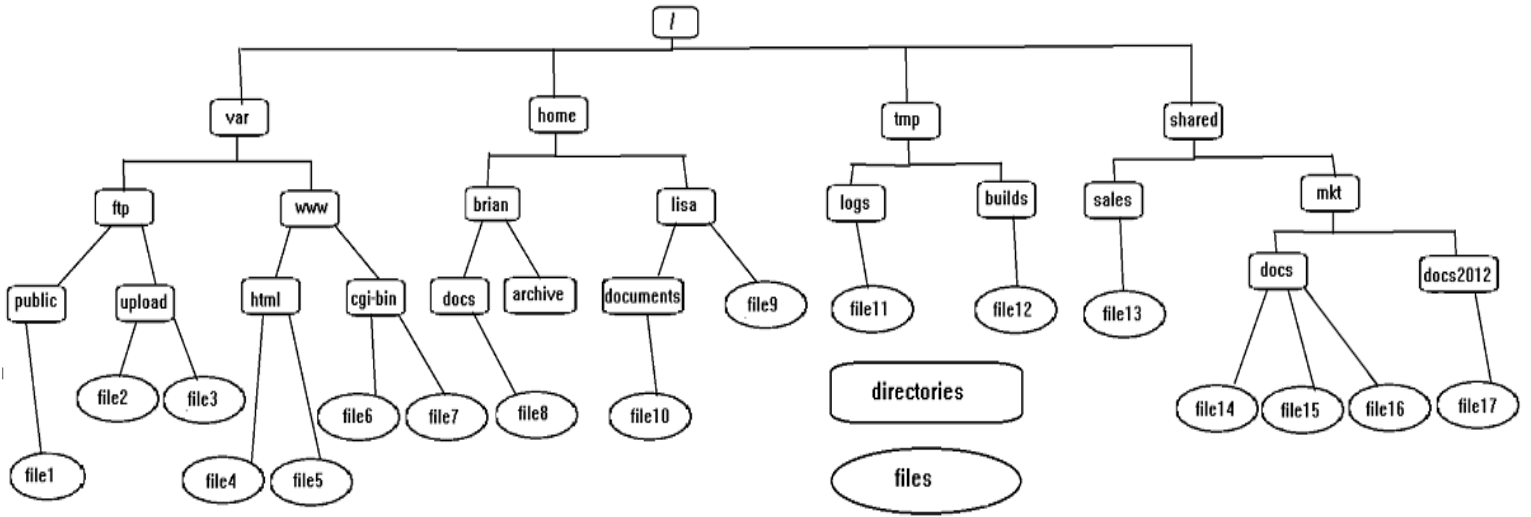 /
var
home
tmp
shared
ftp
www
brian
lisa
logs
builds
sales
mkt
public
upload
html
cgi-bin
docs
archive
documents
file9
file11
file12
file13
docs
docs2012
file2
file3
file6
file7
file8
file10
directories
file14
file15
file16
file17
file1
file4
file5
files